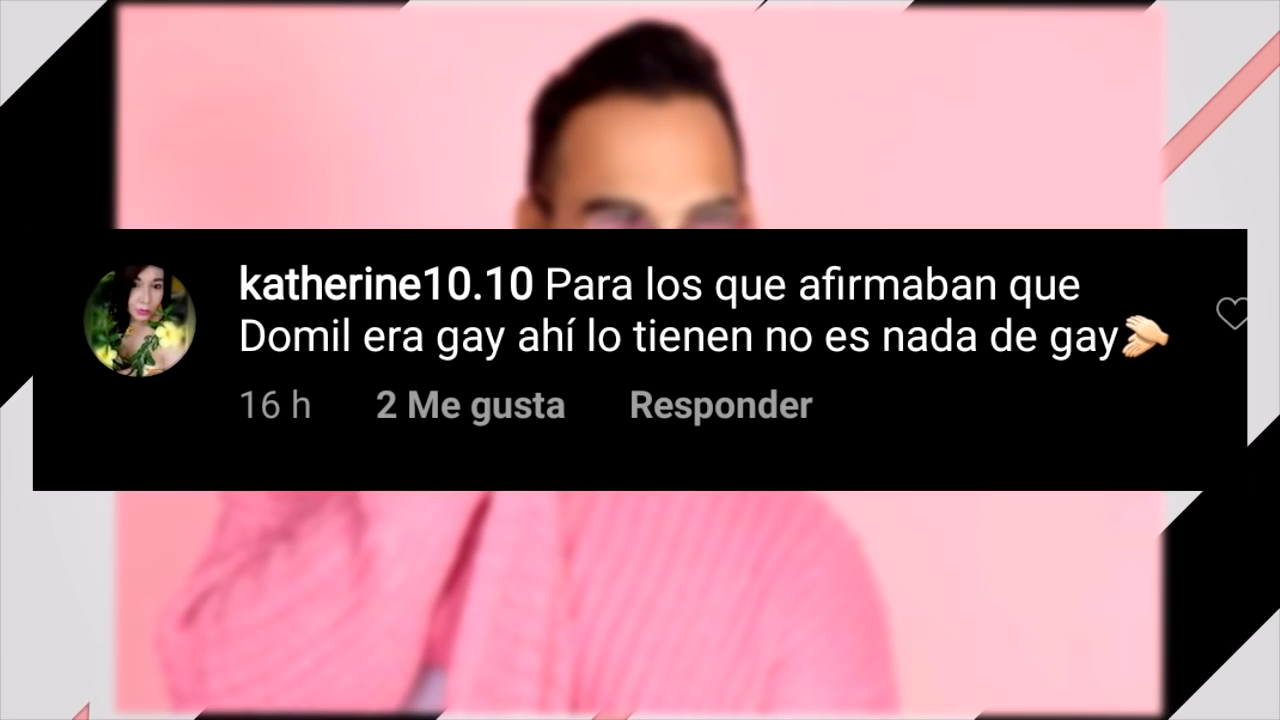 katherine10.10 Para los que afirmaban que
Domil era gay ahí lo tienen no es nada de gay👏🏻
16 h 2 Me gusta Responder